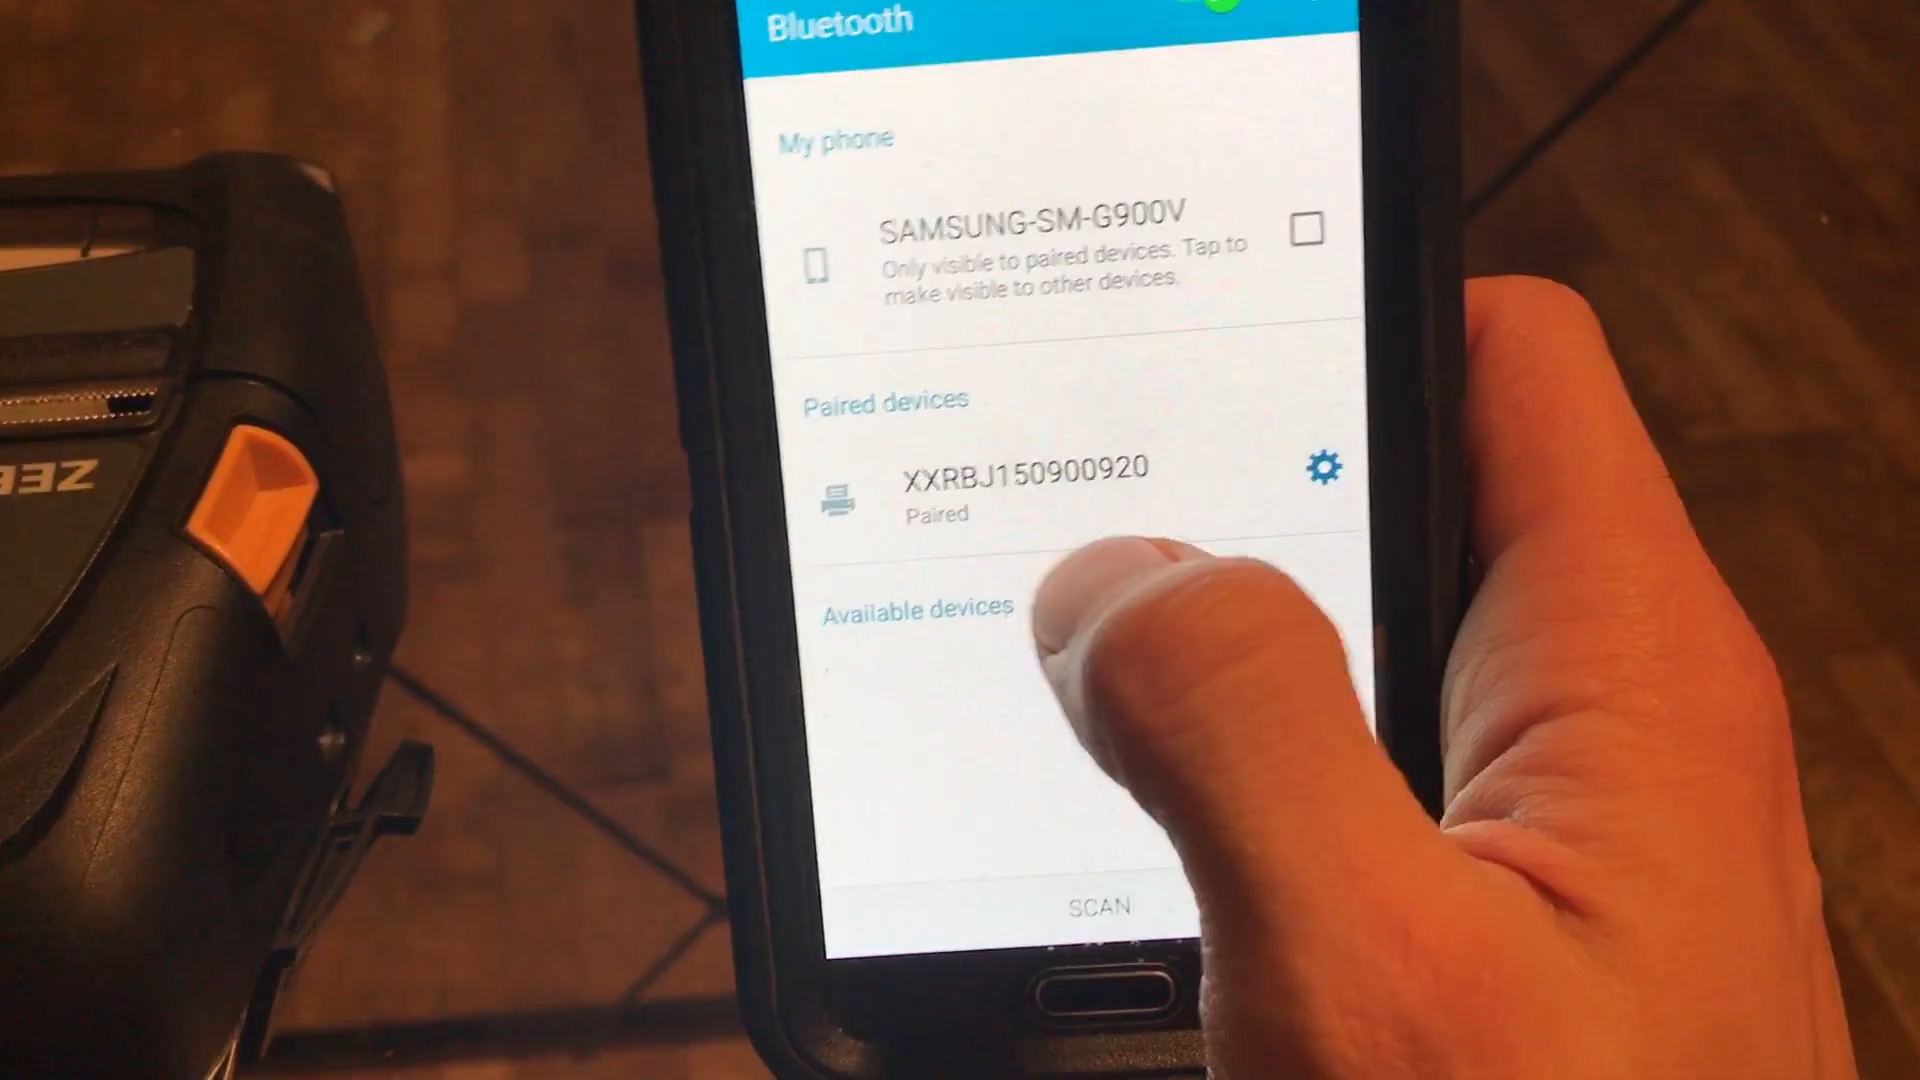 Bluetooth
My phone
SAMSUNG-SM-G900V
Only visible to paired devices. Tap to
make visible to other devices.
Paired devices
XXRBJ150900920
Paired
Available devices
SCAN